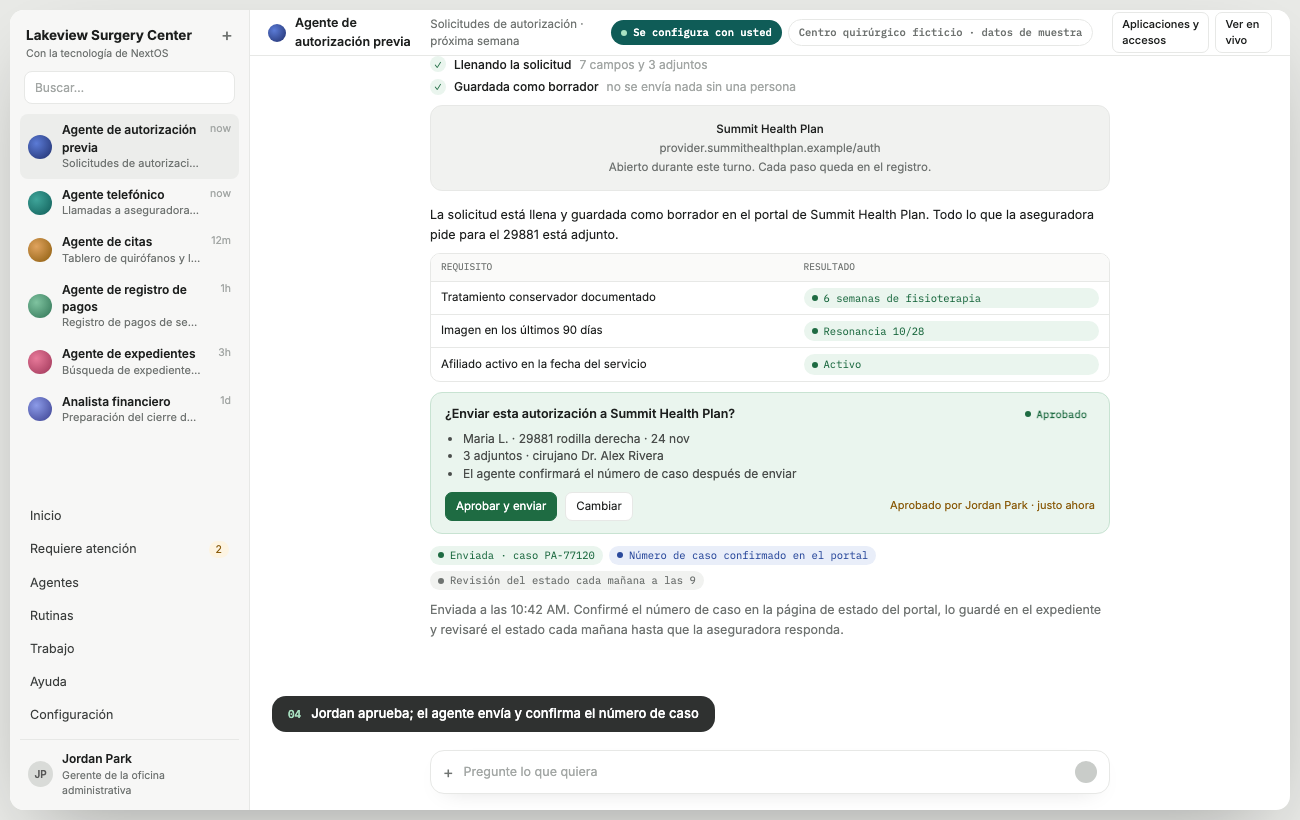 Lakeview Surgery Center
+
Con la tecnología de NextOS
Buscar...
Agente de autorización previa
now
Solicitudes de autorizaci...
Agente telefónico
now
Llamadas a aseguradora...
Agente de citas
12m
Tablero de quirófanos y l...
Agente de registro de pagos
1h
Registro de pagos de se...
Agente de expedientes
3h
Búsqueda de expediente...
Analista financiero
1d
Preparación del cierre d...
Inicio
Requiere atención
2
Agentes
Rutinas
Trabajo
Ayuda
Configuración
JP
Jordan Park
Gerente de la oficina
administrativa
Agente de
autorización previa
Solicitudes de autorización ·
próxima semana
Se configura con usted
Centro quirúrgico ficticio · datos de muestra
Aplicaciones y
accesos
Ver en
vivo
Llenando la solicitud 7 campos y 3 adjuntos
Guardada como borrador no se envía nada sin una persona
Summit Health Plan
provider.summithealthplan.example/auth
Abierto durante este turno. Cada paso queda en el registro.
La solicitud está llena y guardada como borrador en el portal de Summit Health Plan. Todo lo que la aseguradora
pide para el 29881 está adjunto.
REQUISITO RESULTADO
Tratamiento conservador documentado 6 semanas de fisioterapia
Imagen en los últimos 90 días Resonancia 10/28
Afiliado activo en la fecha del servicio Activo
¿Enviar esta autorización a Summit Health Plan?
Aprobado
• Maria L. · 29881 rodilla derecha · 24 nov
• 3 adjuntos · cirujano Dr. Alex Rivera
• El agente confirmará el número de caso después de enviar
Aprobar y enviar
Cambiar
Aprobado por Jordan Park · justo ahora
Enviada · caso PA-77120
Número de caso confirmado en el portal
Revisión del estado cada mañana a las 9
Enviada a las 10:42 AM. Confirmé el número de caso en la página de estado del portal, lo guardé en el expediente
y revisaré el estado cada mañana hasta que la aseguradora responda.
04 Jordan aprueba; el agente envía y confirma el número de caso
+ Pregunte lo que quiera